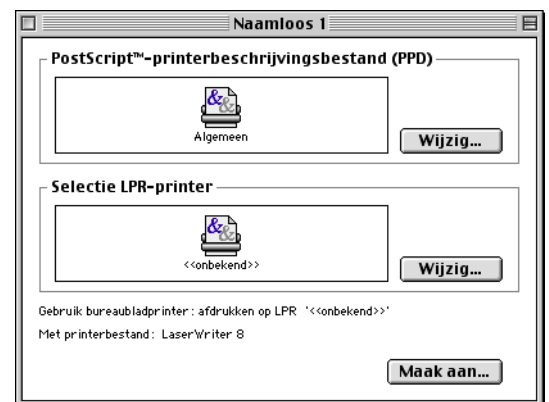 Naamloos 1
PostScript™-printerbeschrijvingsbestand (PPD)
Algemeen
Wijzig...
Selectie LPR-printer
<<onbekend>>
Wijzig...
Gebruik bureaubladprinter: afdrukken op LPR '<<onbekend>>'
Met printerbestand: LaserWriter 8
Maak aan...